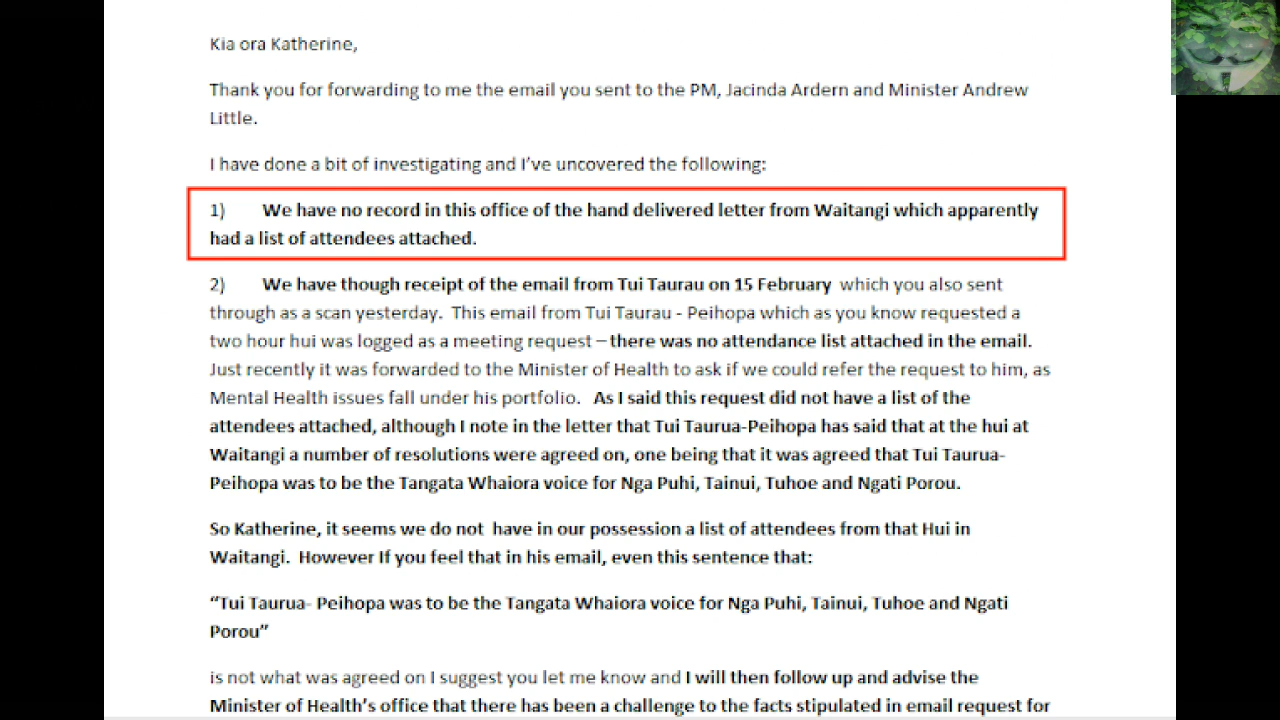 Kia ora Katherine,
Thank you for forwarding to me the email you sent to the PM, Jacinda Ardern and Minister Andrew
Little.
I have done a bit of investigating and I’ve uncovered the following:
1) We have no record in this office of the hand delivered letter from Waitangi which apparently
had a list of attendees attached.
2) We have though receipt of the email from Tui Taurau on 15 February which you also sent
through as a scan yesterday. This email from Tui Taurau - Peihopa which as you know requested a
two hour hui was logged as a meeting request – there was no attendance list attached in the email.
Just recently it was forwarded to the Minister of Health to ask if we could refer the request to him, as
Mental Health issues fall under his portfolio. As I said this request did not have a list of the
attendees attached, although I note in the letter that Tui Taurua-Peihopa has said that at the hui at
Waitangi a number of resolutions were agreed on, one being that it was agreed that Tui Taurua-
Peihopa was to be the Tangata Whaiora voice for Nga Puhi, Tainui, Tuhoe and Ngati Porou.
So Katherine, it seems we do not have in our possession a list of attendees from that Hui in
Waitangi. However If you feel that in his email, even this sentence that:
“Tui Taurua- Peihopa was to be the Tangata Whaiora voice for Nga Puhi, Tainui, Tuhoe and Ngati
Porou”
is not what was agreed on I suggest you let me know and I will then follow up and advise the
Minister of Health’s office that there has been a challenge to the facts stipulated in email request for